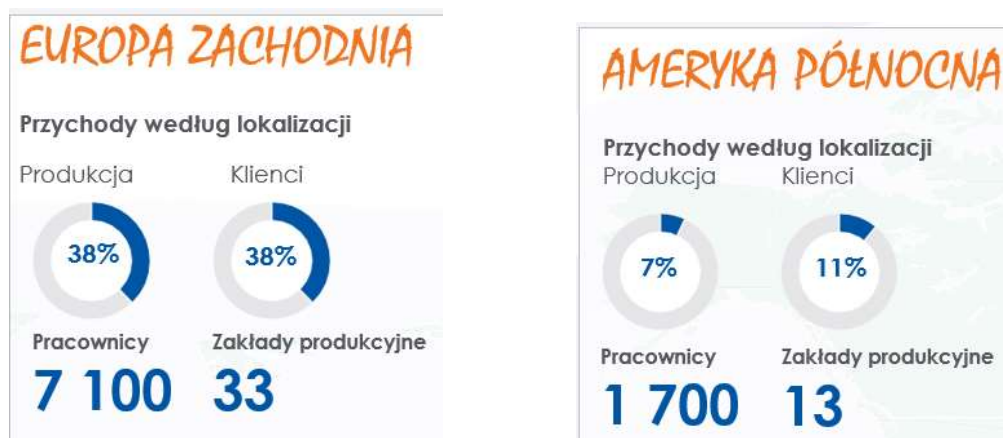 EUROPA ZACHODNIA
Przychody według lokalizacji
Produkcja Klienci
38% 38%
Pracownicy Zakłady produkcyjne
7 100 33
AMERYKA PÓŁNOCNA
Przychody według lokalizacji
Produkcja Klienci
7% 11%
Pracownicy Zakłady produkcyjne
1 700 13